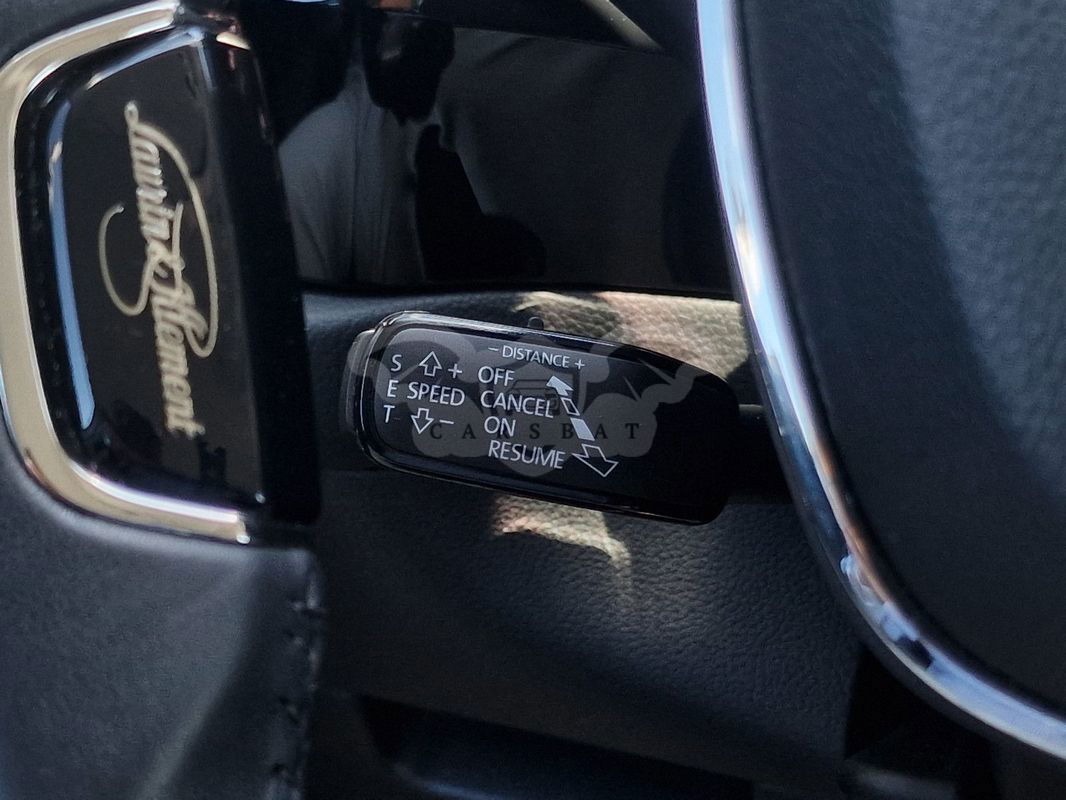 Laurin & Klement
− DISTANCE +
S ⇧ + OFF
E SPEED CANCEL
T ⇩ − ON
RESUME
CARSBAT